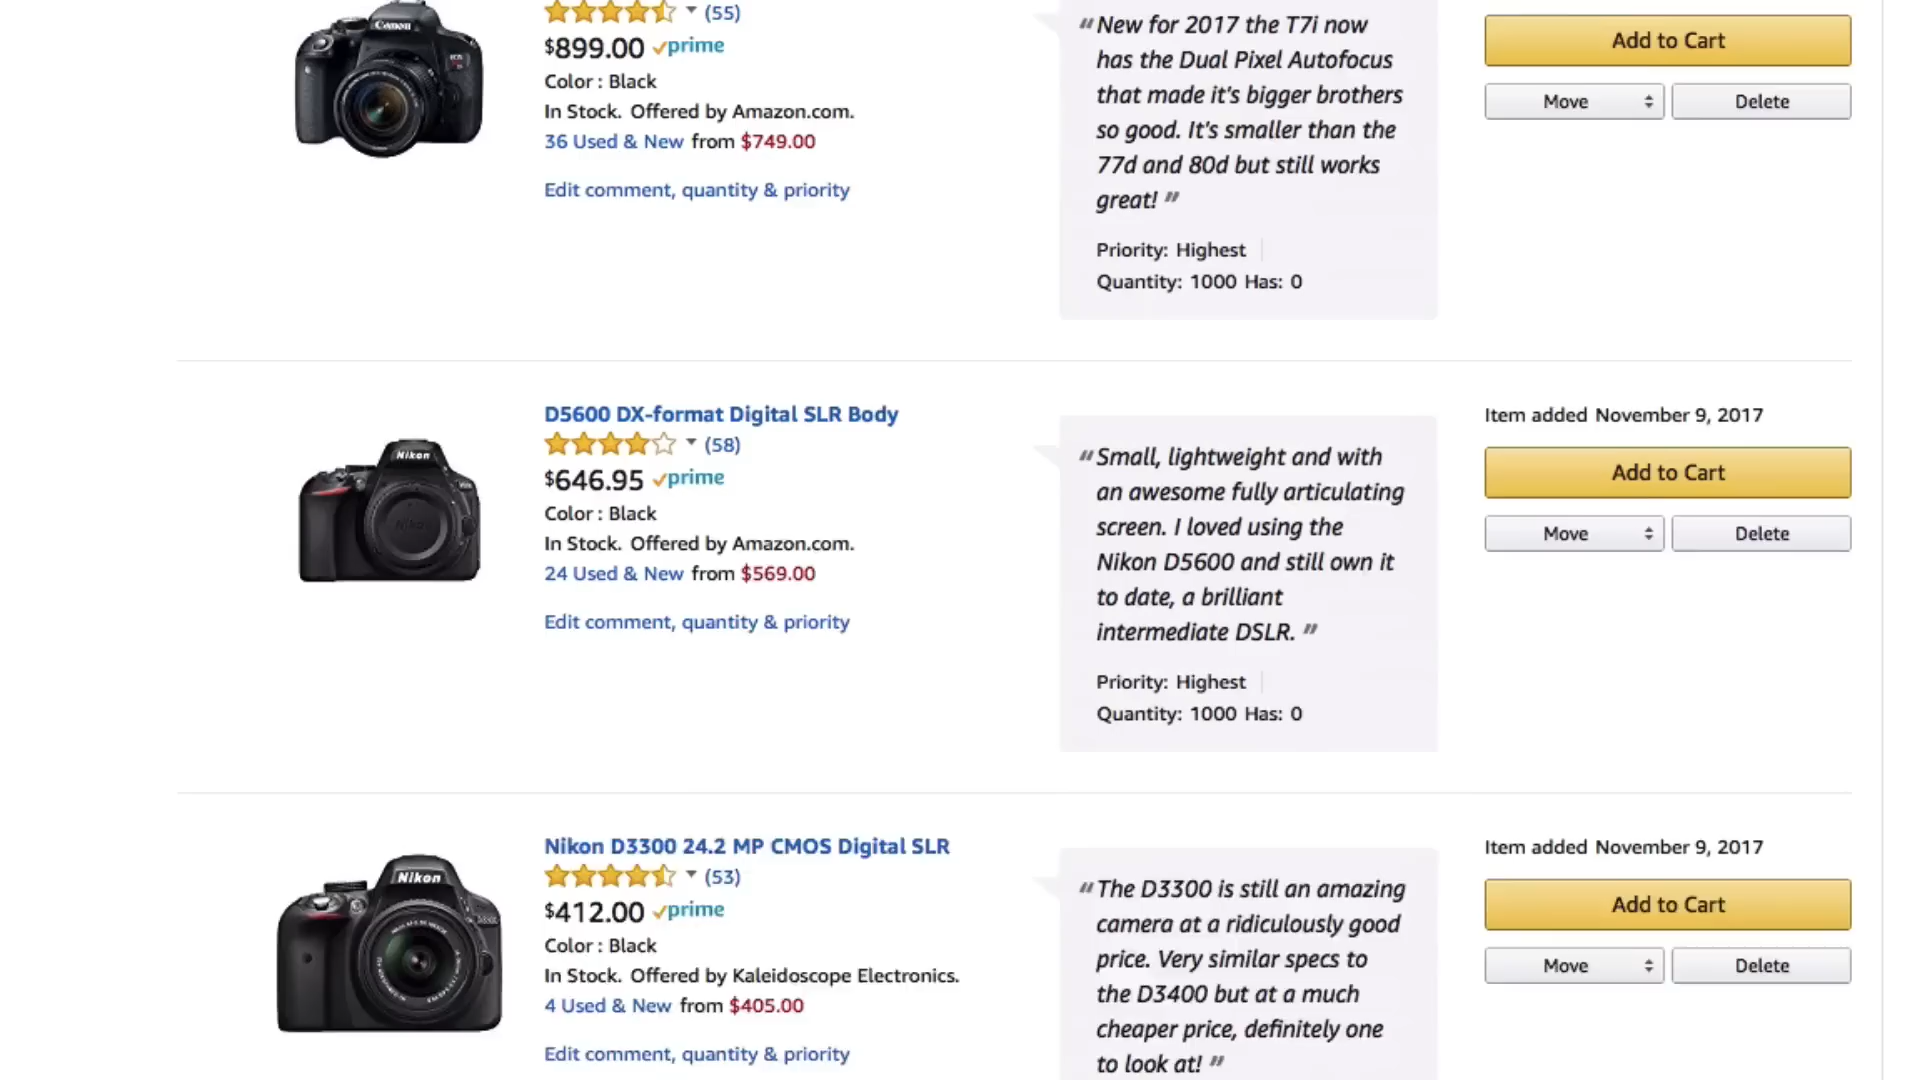 Canon
(55)
$899.00 prime
Color : Black
In Stock. Offered by Amazon.com.
36 Used & New from $749.00
Edit comment, quantity & priority
" New for 2017 the T7i now
has the Dual Pixel Autofocus
that made it's bigger brothers
so good. It's smaller than the
77d and 80d but still works
great! "
Priority: Highest
Quantity: 1000 Has: 0
Add to Cart
Move
Delete
Nikon
D5600 DX-format Digital SLR Body
(58)
$646.95 prime
Color : Black
In Stock. Offered by Amazon.com.
24 Used & New from $569.00
Edit comment, quantity & priority
" Small, lightweight and with
an awesome fully articulating
screen. I loved using the
Nikon D5600 and still own it
to date, a brilliant
intermediate DSLR. "
Priority: Highest
Quantity: 1000 Has: 0
Item added November 9, 2017
Add to Cart
Move
Delete
Nikon
Nikon D3300 24.2 MP CMOS Digital SLR
(53)
$412.00 prime
Color : Black
In Stock. Offered by Kaleidoscope Electronics.
4 Used & New from $405.00
Edit comment, quantity & priority
" The D3300 is still an amazing
camera at a ridiculously good
price. Very similar specs to
the D3400 but at a much
cheaper price, definitely one
to look at! "
Item added November 9, 2017
Add to Cart
Move
Delete